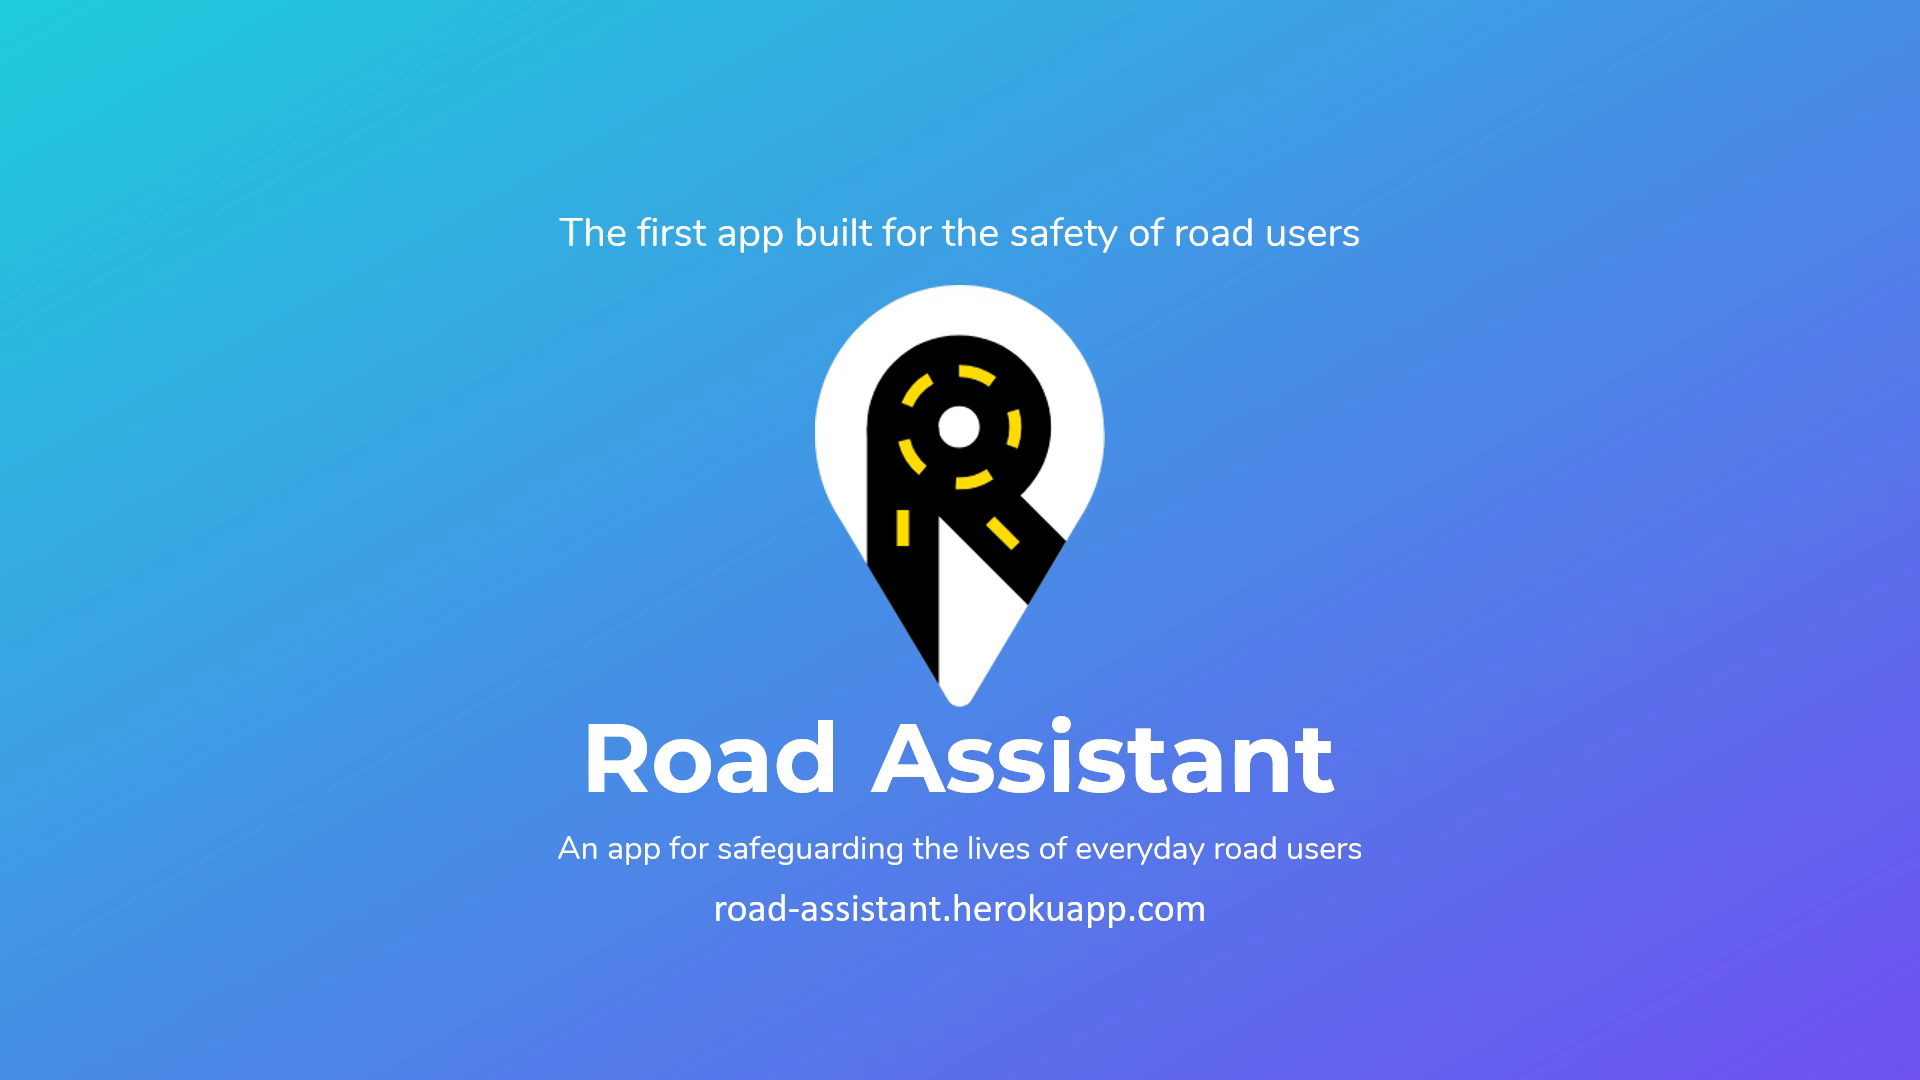 The first app built for the safety of road users
Road Assistant
An app for safeguarding the lives of everyday road users
road-assistant.herokuapp.com